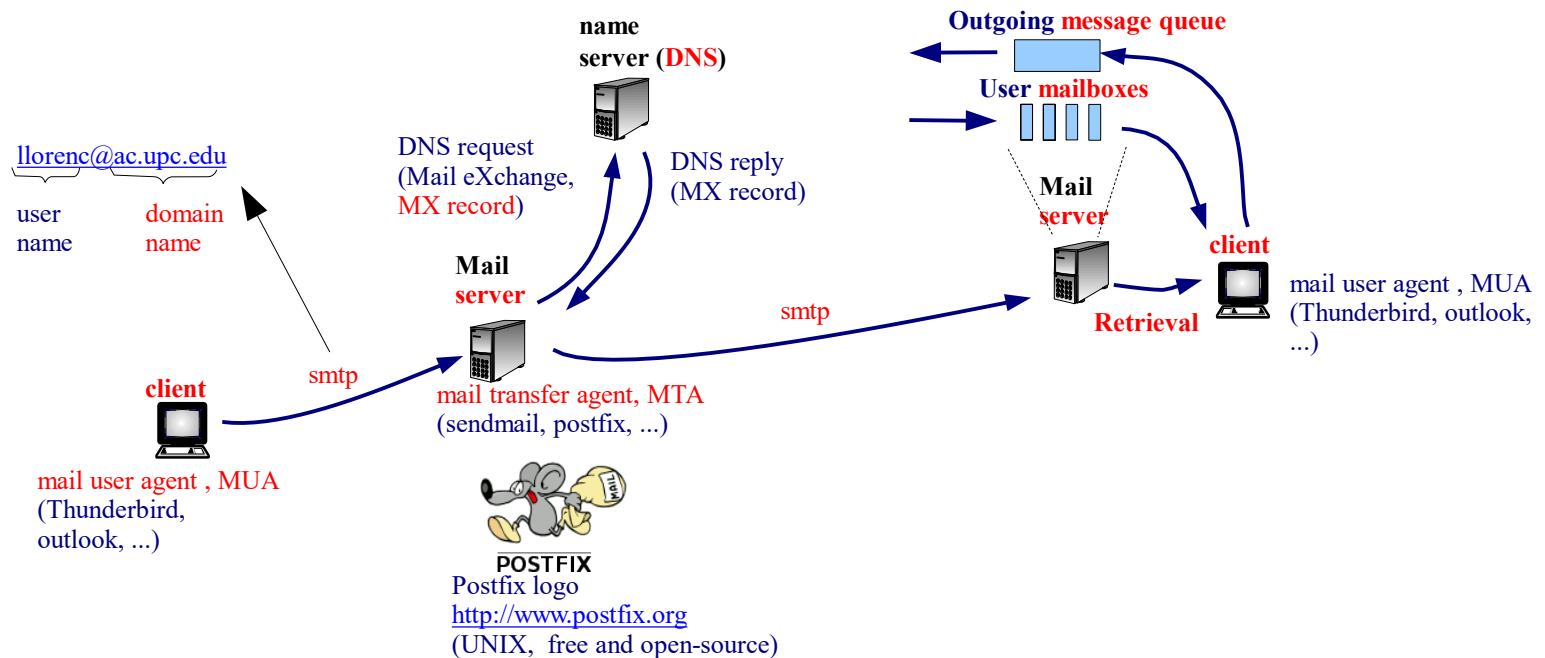 name
server (DNS)
Outgoing message queue
User mailboxes
llorenc@ac.upc.edu
user
name
domain
name
DNS request
(Mail eXchange,
MX record)
DNS reply
(MX record)
Mail
server
Mail
server
client
mail user agent , MUA
(Thunderbird, outlook,
...)
Retrieval
smtp
smtp
client
mail transfer agent, MTA
(sendmail, postfix, ...)
mail user agent , MUA
(Thunderbird,
outlook, ...)
MAIL
POSTFIX
Postfix logo
http://www.postfix.org
(UNIX, free and open-source)